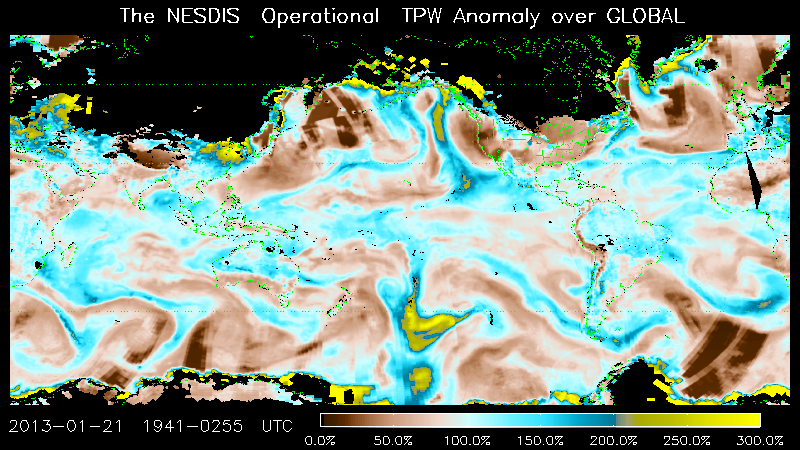 The NESDIS Operational TPW Anomaly over GLOBAL
2013-01-21 1941-0255 UTC
0.0% 50.0% 100.0% 150.0% 200.0% 250.0% 300.0%